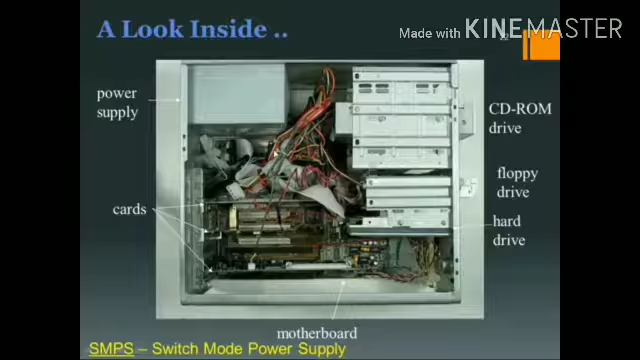 A Look Inside ..
Made with KINEMASTER
power
supply
CD-ROM
drive
floppy
drive
cards
hard
drive
motherboard
SMPS – Switch Mode Power Supply